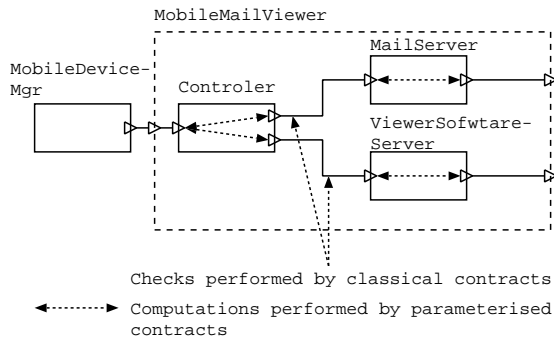 MobileMailViewer
MailServer
MobileDevice-
Mgr
Controler
ViewerSofwtare-
Server
Checks performed by classical contracts
Computations performed by parameterised
contracts